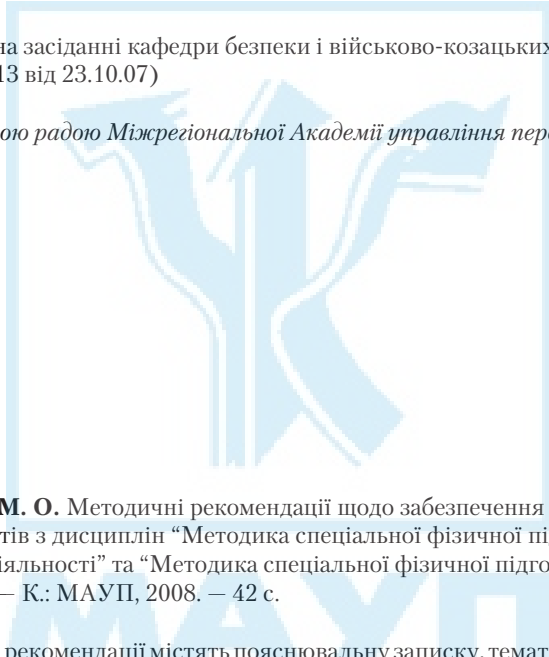 на засіданні кафедри безпеки і військово-козацьких
13 від 23.10.07)
ою радою Міжрегіональної Академії управління пер
М. О. Методичні рекомендації щодо забезпечення
тів з дисциплін “Методика спеціальної фізичної під
іяльності” та “Методика спеціальної фізичної підго
— К.: МАУП, 2008. — 42 с.
рекомендації містять пояснювальну записку, темат
МАУП